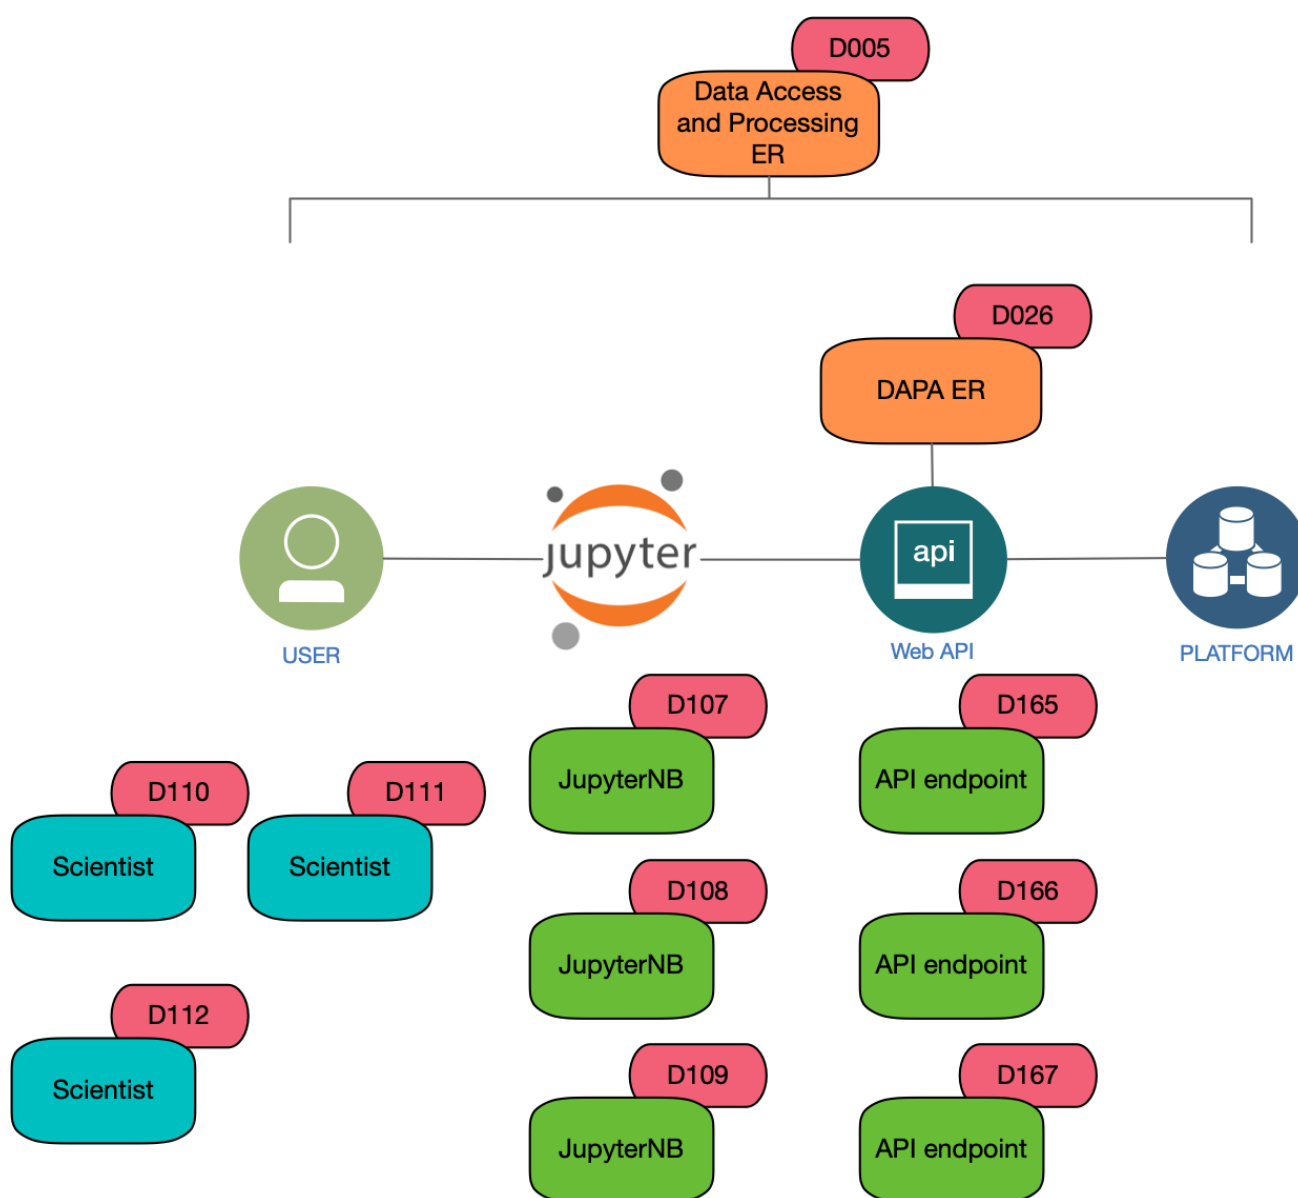 D005
Data Access
and Processing
ER
D026
DAPA ER
jupyter
api
USER
Web API
PLATFORM
D107
JupyterNB
D165
API endpoint
D110
Scientist
D111
Scientist
D108
JupyterNB
D166
API endpoint
D112
Scientist
D109
JupyterNB
D167
API endpoint